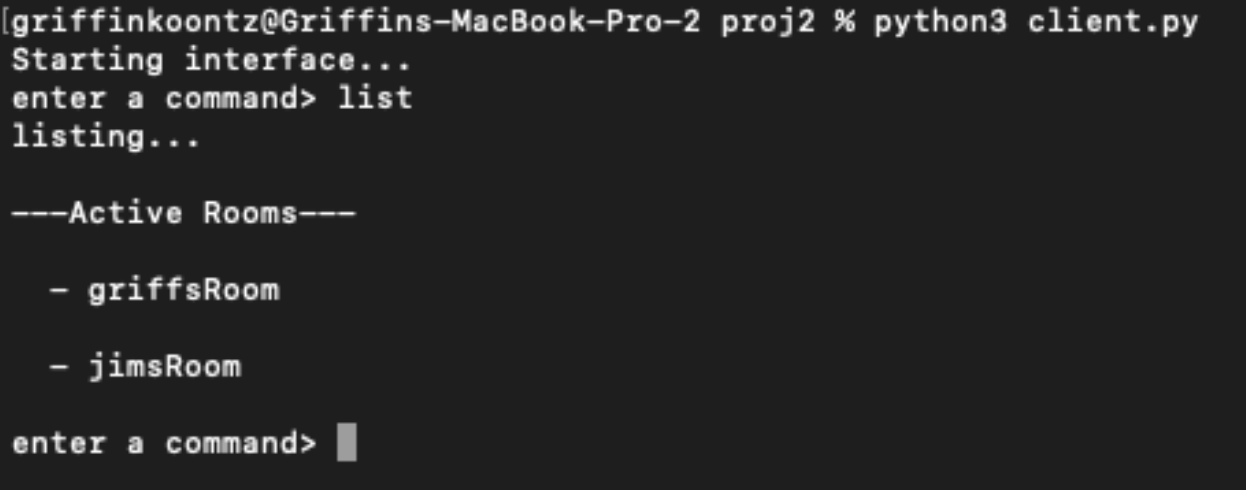 [griffinkoontz@Griffins-MacBook-Pro-2 proj2 % python3 client.py
Starting interface...
enter a command> list
listing...
---Active Rooms---
- griffsRoom
- jimsRoom
enter a command>